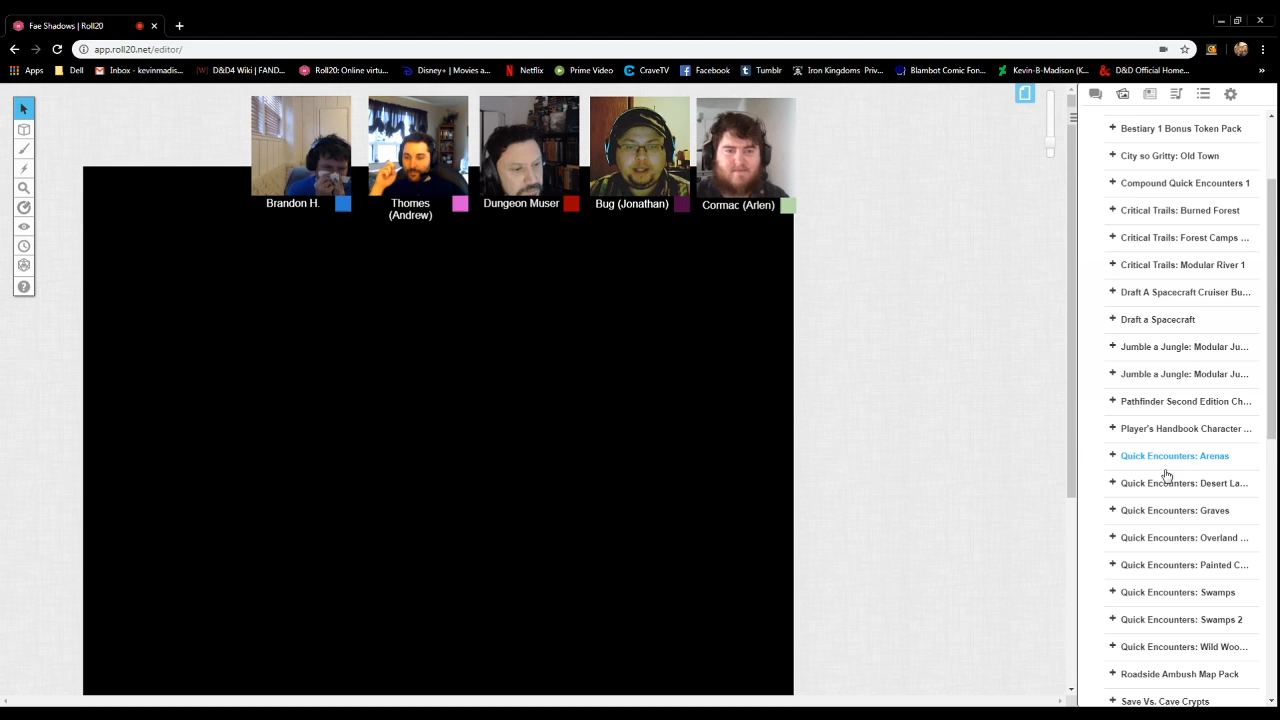 Fae Shadows | Roll20
app.roll20.net/editor/
Apps
Dell
Inbox - kevinmadis...
D&D4 Wiki | FAND...
Roll20: Online virtu...
Disney+ | Movies a...
Netflix
Prime Video
CraveTV
Facebook
Tumblr
Iron Kingdoms Priv...
Blambot Comic Fon...
Kevin-B-Madison (K...
D&D Official Home...
Brandon H.
Thomes
(Andrew)
Dungeon Muser
Bug (Jonathan)
Cormac (Arlen)
Bestiary 1 Bonus Token Pack
City so Gritty: Old Town
Compound Quick Encounters 1
Critical Trails: Burned Forest
Critical Trails: Forest Camps ...
Critical Trails: Modular River 1
Draft A Spacecraft Cruiser Bu...
Draft a Spacecraft
Jumble a Jungle: Modular Ju...
Jumble a Jungle: Modular Ju...
Pathfinder Second Edition Ch...
Player's Handbook Character ...
Quick Encounters: Arenas
Quick Encounters: Desert La...
Quick Encounters: Graves
Quick Encounters: Overland ...
Quick Encounters: Painted C...
Quick Encounters: Swamps
Quick Encounters: Swamps 2
Quick Encounters: Wild Woo...
Roadside Ambush Map Pack
Save Vs. Cave Crypts